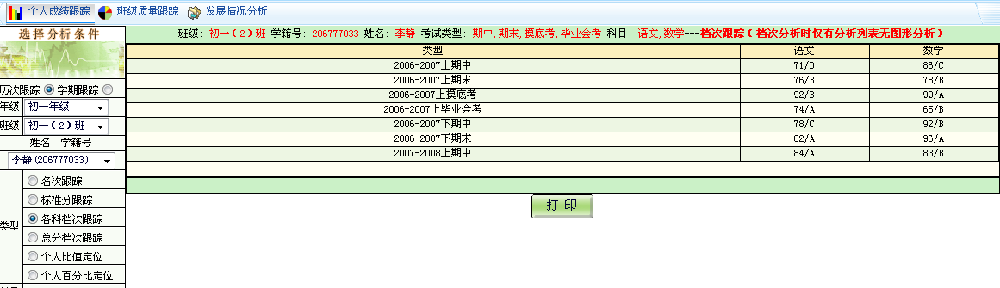 个人成绩跟踪 班级质量跟踪 发展情况分析
选择分析条件
班级：初一（2）班 学籍号：206777033 姓名：李静 考试类型：期中,期末,摸底考,毕业会考 科目：语文,数学---档次跟踪（档次分析时仅有分析列表无图形分析）
类型 语文 数学
2006-2007上期中 71/D 86/C
2006-2007上期末 76/B 78/B
2006-2007上摸底考 92/B 99/A
2006-2007上毕业会考 74/A 65/B
2006-2007下期中 78/C 92/B
2006-2007下期末 82/A 96/A
2007-2008上期中 84/A 83/B
打 印
历次跟踪 学期跟踪
年级 初一年级
班级 初一（2）班
姓名 学籍号
李静(206777033)
类型
名次跟踪
标准分跟踪
各科档次跟踪
总分档次跟踪
个人比值定位
个人百分比定位